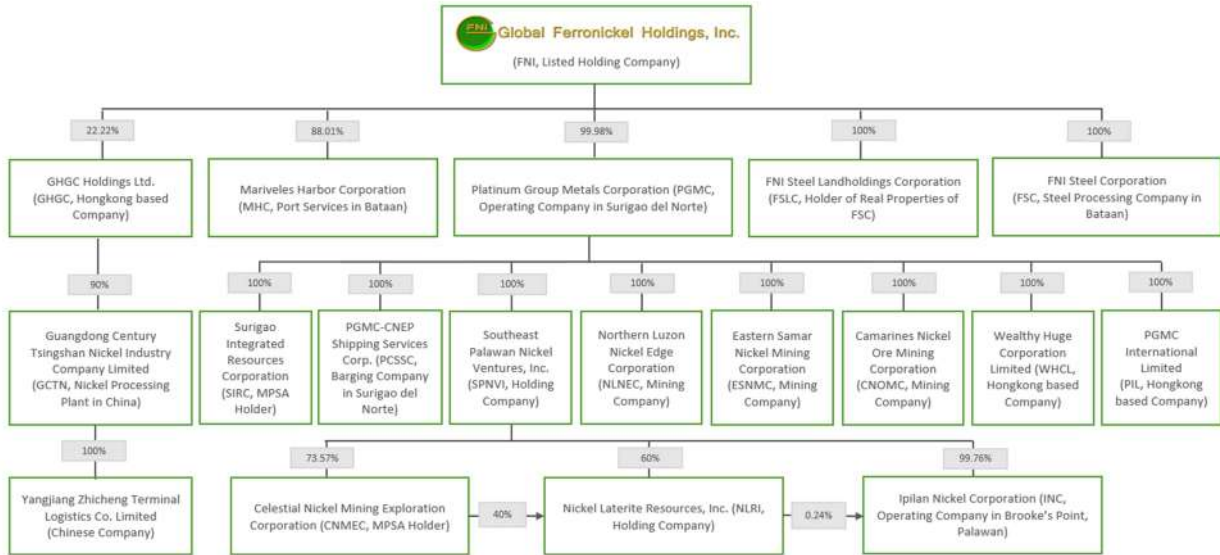 FNI
Global Ferronickel Holdings, Inc.
(FNI, Listed Holding Company)
22.22%
88.01%
99.98%
100%
100%
GHGC Holdings Ltd.
(GHGC, Hongkong based
Company)
Mariveles Harbor Corporation
(MHC, Port Services in Bataan)
Platinum Group Metals Corporation (PGMC,
Operating Company in Surigao del Norte)
FNI Steel Landholdings Corporation
(FSLC, Holder of Real Properties of
FSC)
FNI Steel Corporation
(FSC, Steel Processing Company in
Bataan)
90%
100%
100%
100%
100%
100%
100%
100%
100%
Guangdong Century
Tsingshan Nickel Industry
Company Limited
(GCTN, Nickel Processing
Plant in China)
Surigao
Integrated
Resources
Corporation
(SIRC, MPSA
Holder)
PGMC-CNEP
Shipping Services
Corp. (PCSSC,
Barging Company
in Surigao del
Norte)
Southeast
Palawan Nickel
Ventures, Inc.
(SPNVI, Holding
Company)
Northern Luzon
Nickel Edge
Corporation
(NLNEC, Mining
Company)
Eastern Samar
Nickel Mining
Corporation
(ESNMC, Mining
Company)
Camarines Nickel
Ore Mining
Corporation
(CNOMC, Mining
Company)
Wealthy Huge
Corporation
Limited (WHCL,
Hongkong based
Company)
PGMC
International
Limited
(PIL, Hongkong
based Company)
100%
73.57%
60%
99.76%
Yangjiang Zhicheng Terminal
Logistics Co. Limited
(Chinese Company)
Celestial Nickel Mining Exploration
Corporation (CNMEC, MPSA Holder)
40%
Nickel Laterite Resources, Inc. (NLRI,
Holding Company)
0.24%
Ipilan Nickel Corporation (INC,
Operating Company in Brooke's Point,
Palawan)